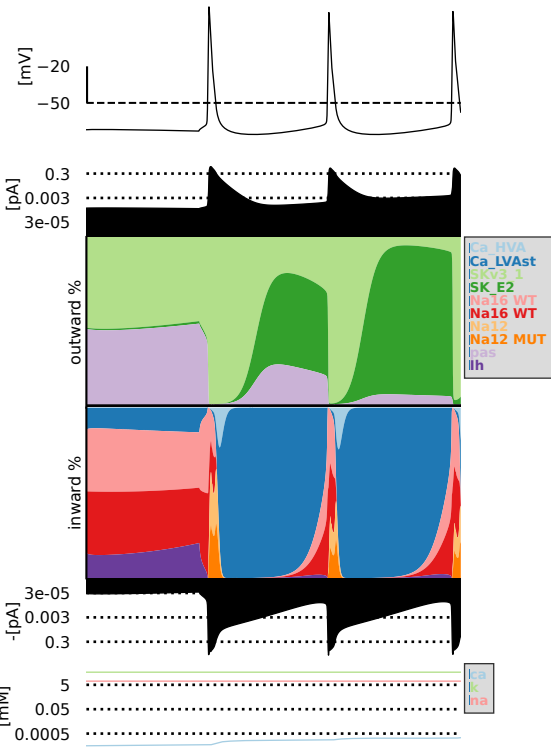 [mV]
−20
−50
[pA]
0.3
0.003
3e-05
outward %
Ca_HVA
Ca_LVAst
SKv3_1
SK_E2
Na16 WT
Na16 WT
Na12
Na12 MUT
pas
Ih
inward %
-[pA]
3e-05
0.003
0.3
[mM]
5
0.05
0.0005
ca
k
na